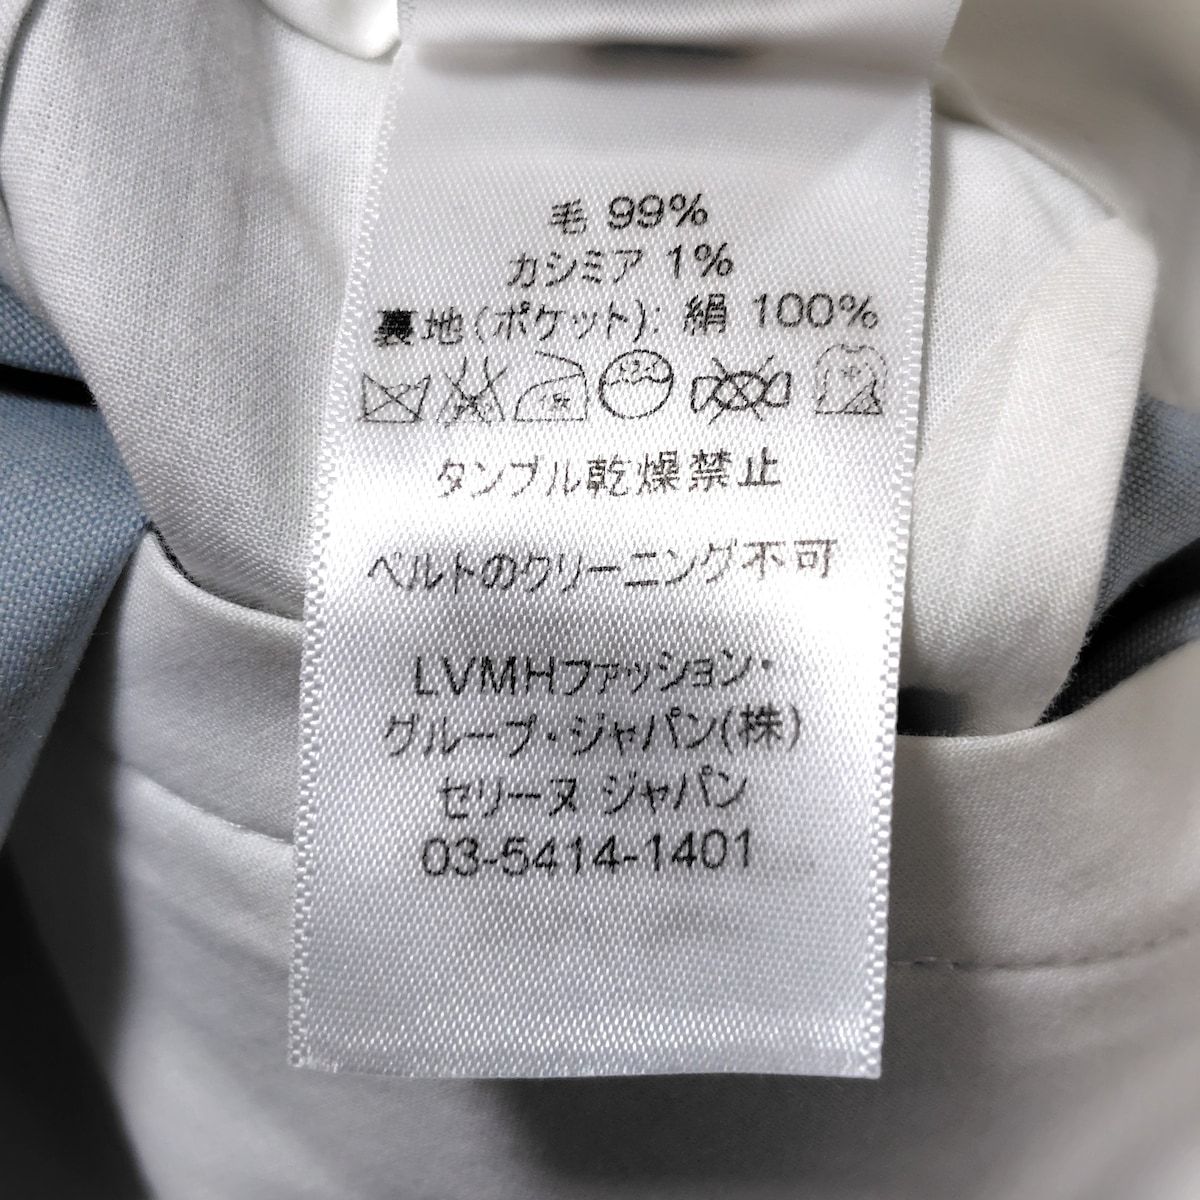 毛 99%
カシミア 1%
裏地(ポケット): 絹 100%
タンブル乾燥禁止
ベルトのクリーニング不可
LVMHファッション・
グループ・ジャパン(株)
セリーヌ ジャパン
03-5414-1401